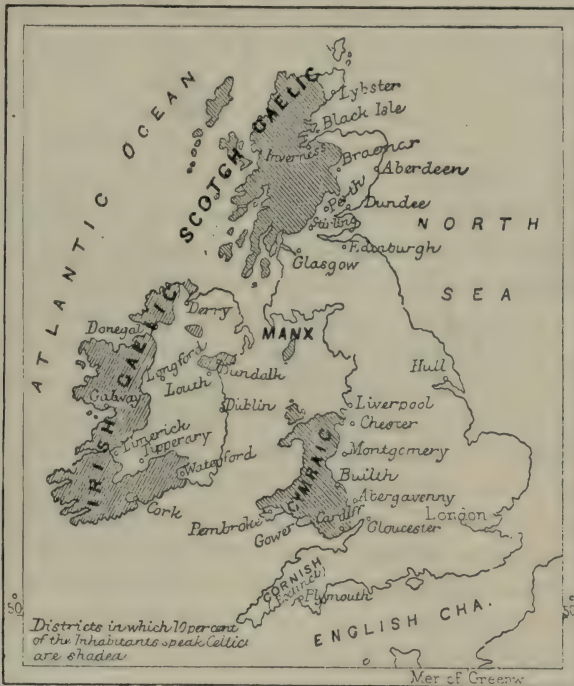 ATLANTIC OCEAN
SCOTCH GAELIC
Lybster
Black Isle
Inverness
Braemar
Aberdeen
Perth
Dundee
Stirling
NORTH
SEA
Edinburgh
Glasgow
Derry
IRISH GAELIC
Donegal
MANX
Longford
Louth
Dundalk
Hull
Galway
Dublin
Liverpool
Chester
Limerick
Tipperary
Montgomery
Waterford
CYMRAIC
Builth
Cork
Abergavenny
London
Pembroke
Cardiff
Gower
Gloucester
CORNISH
(extinct)
Plymouth
50
50
Districts in which 10 per cent
of the Inhabitants speak Celtic
are shaded
ENGLISH CHA.
Mer of Greenw